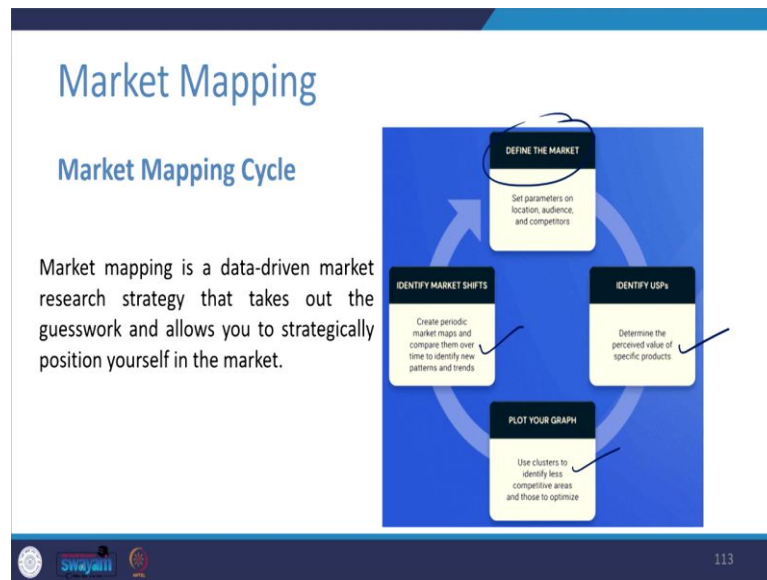 Market Mapping
Market Mapping Cycle
Market mapping is a data-driven market
research strategy that takes out the
guesswork and allows you to strategically
position yourself in the market.
DEFINE THE MARKET
Set parameters on
location, audience,
and competitors
IDENTIFY USPs
Determine the
perceived value of
specific products
PLOT YOUR GRAPH
Use clusters to
identify less
competitive areas
and those to optimize
IDENTIFY MARKET SHIFTS
Create periodic
market maps and
compare them over
time to identify new
patterns and trends
swayam
113